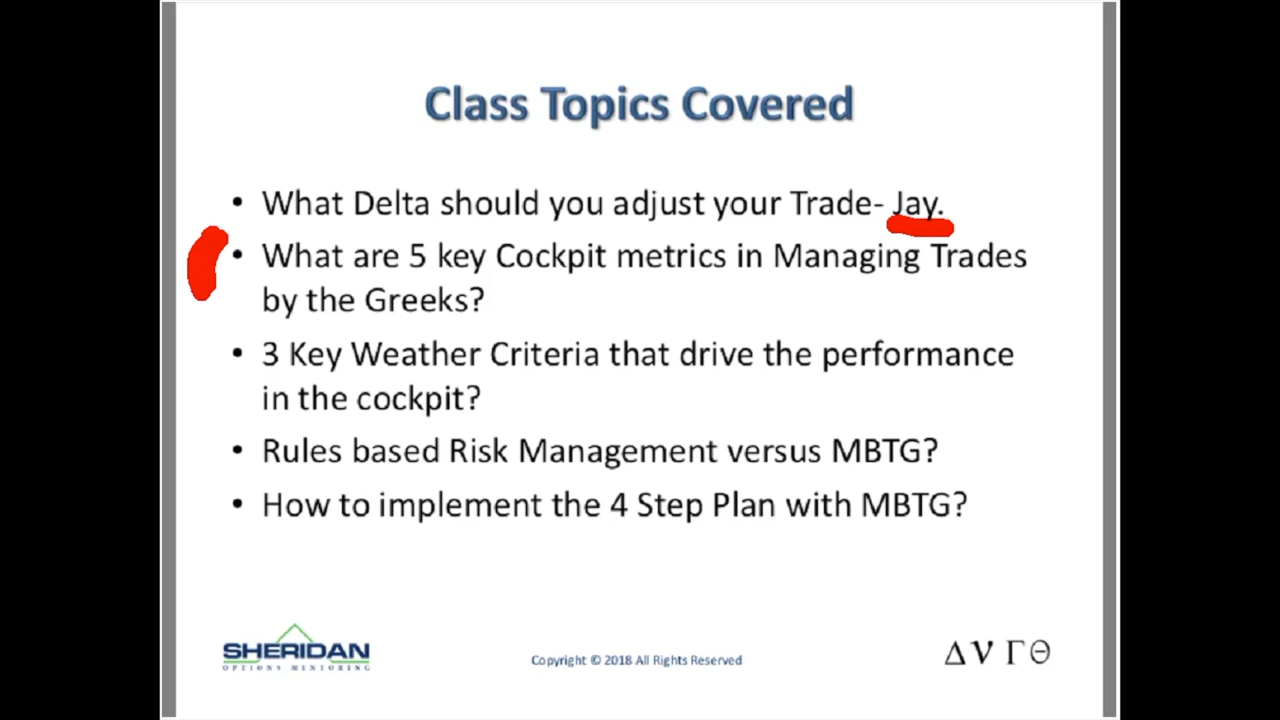 Class Topics Covered
• What Delta should you adjust your Trade- Jay.
• What are 5 key Cockpit metrics in Managing Trades
by the Greeks?
• 3 Key Weather Criteria that drive the performance
in the cockpit?
• Rules based Risk Management versus MBTG?
• How to implement the 4 Step Plan with MBTG?
SHERIDAN
OPTIONS MENTORING
Copyright © 2018 All Rights Reserved
Δ ν Γ Θ